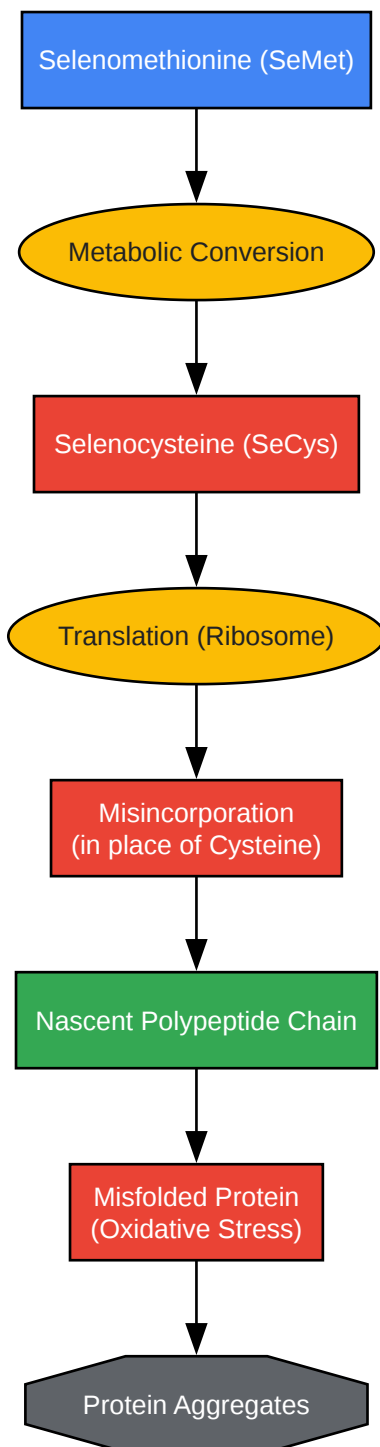 Selenomethionine (SeMet)
Metabolic Conversion
Selenocysteine (SeCys)
Translation (Ribosome)
Misincorporation
(in place of Cysteine)
Nascent Polypeptide Chain
Misfolded Protein
(Oxidative Stress)
Protein Aggregates